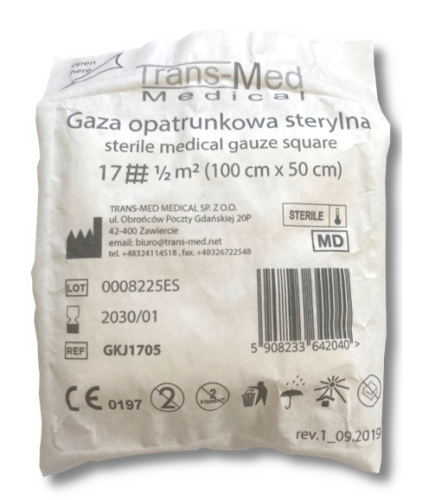 open
here
Trans-Med
Medical
Gaza opatrunkowa sterylna
sterile medical gauze square
17 ½ m² (100 cm x 50 cm)
TRANS-MED MEDICAL SP. Z O.O.
ul. Obrońców Poczty Gdańskiej 20P
42-400 Zawiercie
email: biuro@trans-med.net
tel. +48324114518, fax. +48326722548
STERILE
MD
LOT 0008225ES
2030/01
REF GKJ1705
5 908233 642040 >
CE 0197 2 2
rev.1_09.2019